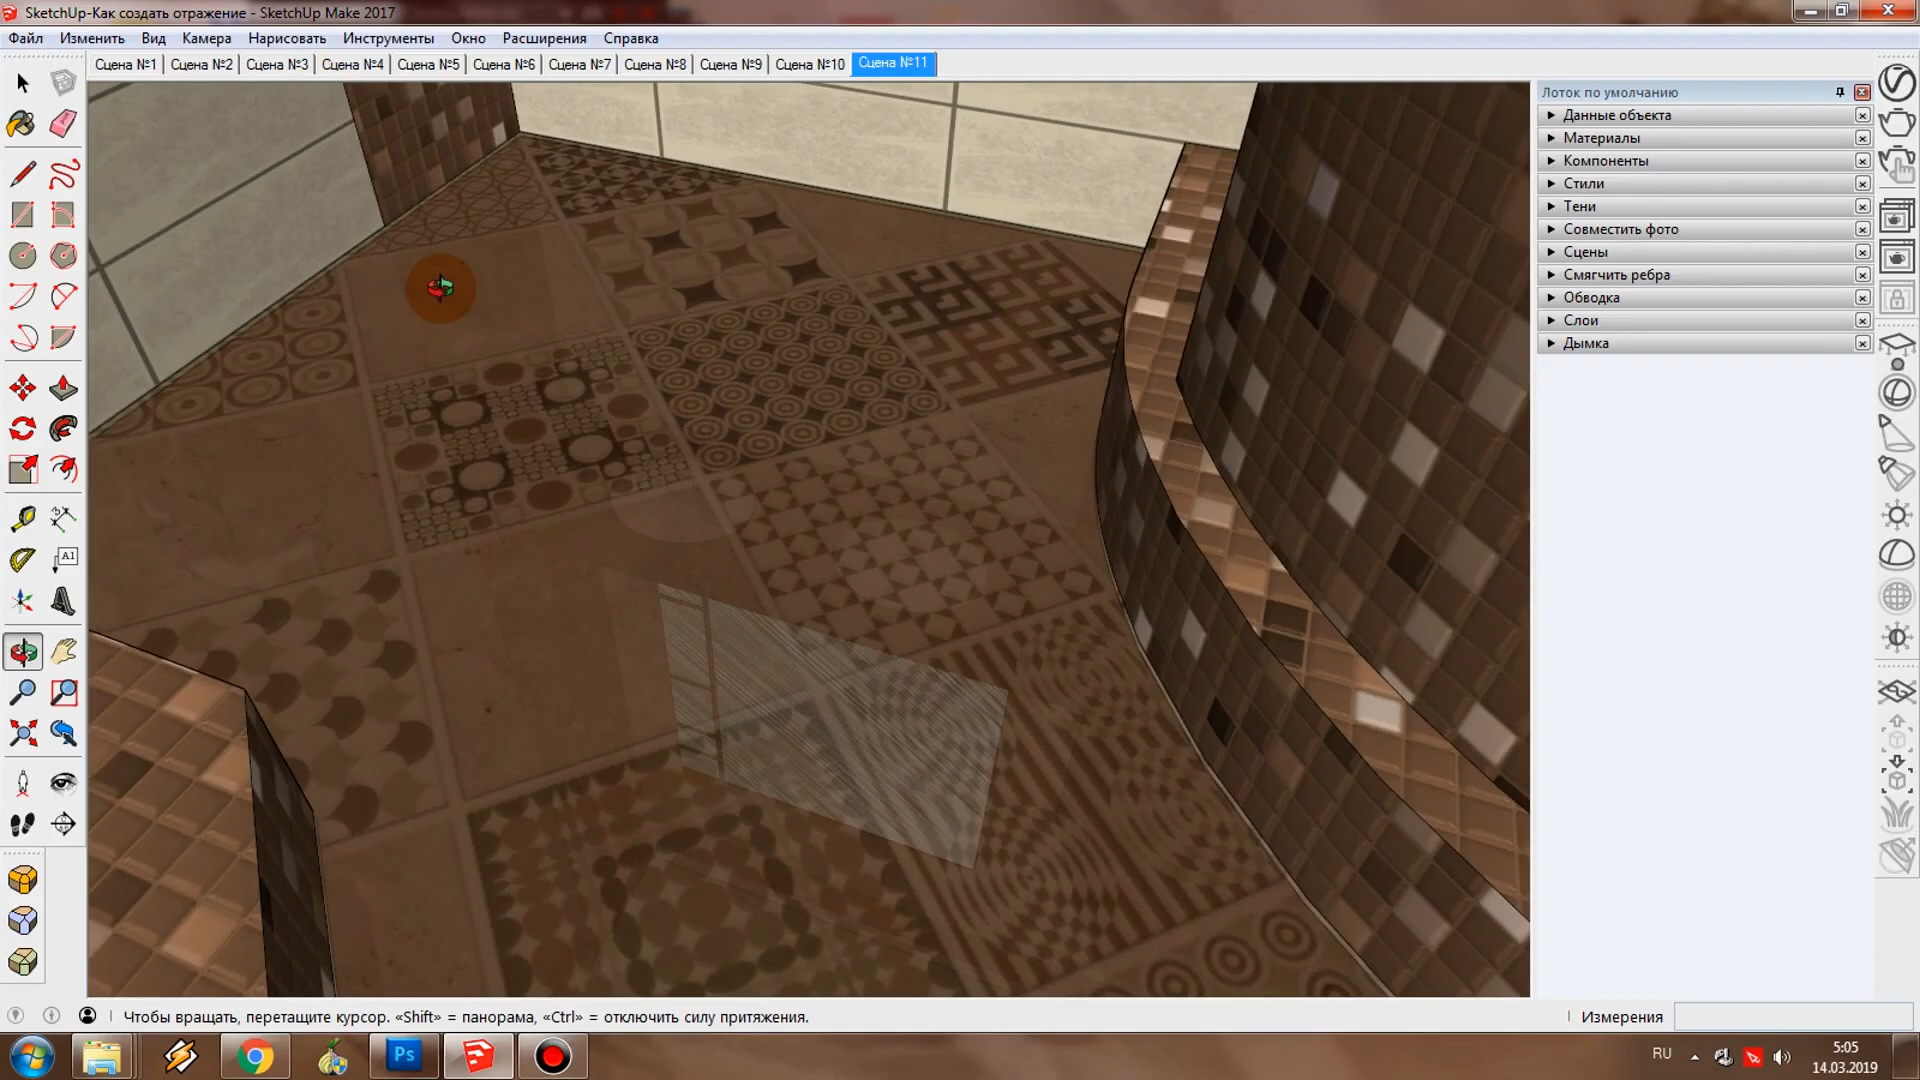 SketchUp-Как создать отражение - SketchUp Make 2017
Файл Изменить Вид Камера Нарисовать Инструменты Окно Расширения Справка
Сцена №1 Сцена №2 Сцена №3 Сцена №4 Сцена №5 Сцена №6 Сцена №7 Сцена №8 Сцена №9 Сцена №10 Сцена №11
Лоток по умолчанию
Данные объекта
Материалы
Компоненты
Стили
Тени
Совместить фото
Сцены
Смягчить ребра
Обводка
Слои
Дымка
A1
Чтобы вращать, перетащите курсор. «Shift» = панорама, «Ctrl» = отключить силу притяжения.
Измерения
Ps
RU
5:05
14.03.2019